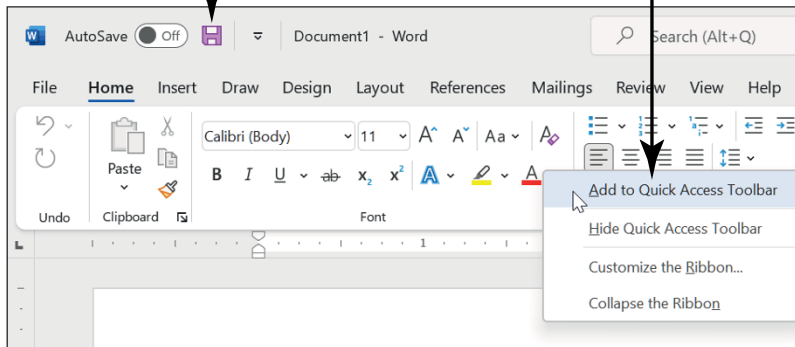 W AutoSave Off Document1 - Word Search (Alt+Q)
File Home Insert Draw Design Layout References Mailings Review View Help
Calibri (Body) 11 A A Aa A
Paste
B I U ab x2 x2 A A
Undo Clipboard Font
1
Add to Quick Access Toolbar
Hide Quick Access Toolbar
Customize the Ribbon...
Collapse the Ribbon